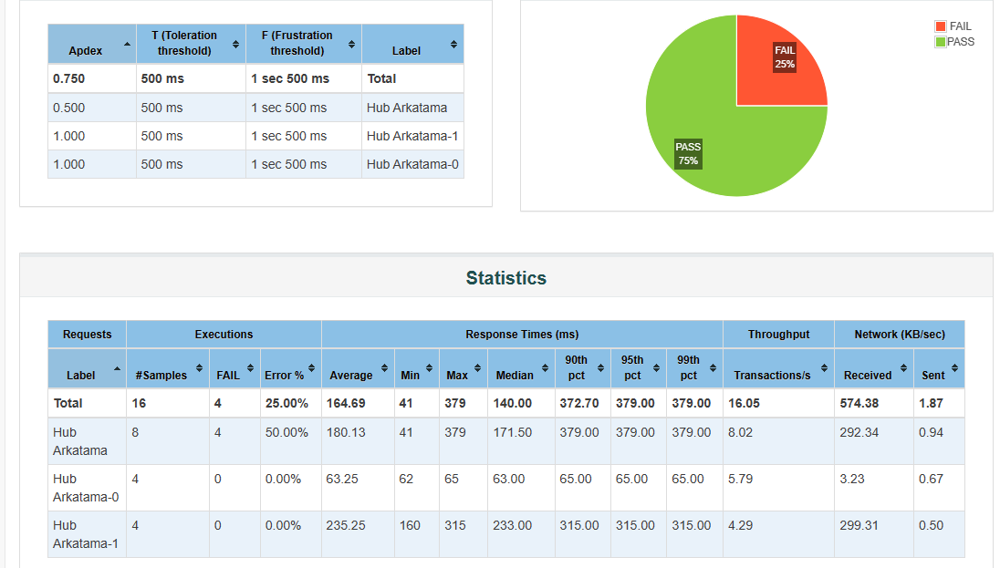 Apdex T (Toleration threshold) F (Frustration threshold) Label
0.750 500 ms 1 sec 500 ms Total
0.500 500 ms 1 sec 500 ms Hub Arkatama
1.000 500 ms 1 sec 500 ms Hub Arkatama-1
1.000 500 ms 1 sec 500 ms Hub Arkatama-0
FAIL
PASS
FAIL
25%
PASS
75%
Statistics
Requests Executions Response Times (ms) Throughput Network (KB/sec)
Label #Samples FAIL Error % Average Min Max Median 90th pct 95th pct 99th pct Transactions/s Received Sent
Total 16 4 25.00% 164.69 41 379 140.00 372.70 379.00 379.00 16.05 574.38 1.87
Hub Arkatama 8 4 50.00% 180.13 41 379 171.50 379.00 379.00 379.00 8.02 292.34 0.94
Hub Arkatama-0 4 0 0.00% 63.25 62 65 63.00 65.00 65.00 65.00 5.79 3.23 0.67
Hub Arkatama-1 4 0 0.00% 235.25 160 315 233.00 315.00 315.00 315.00 4.29 299.31 0.50